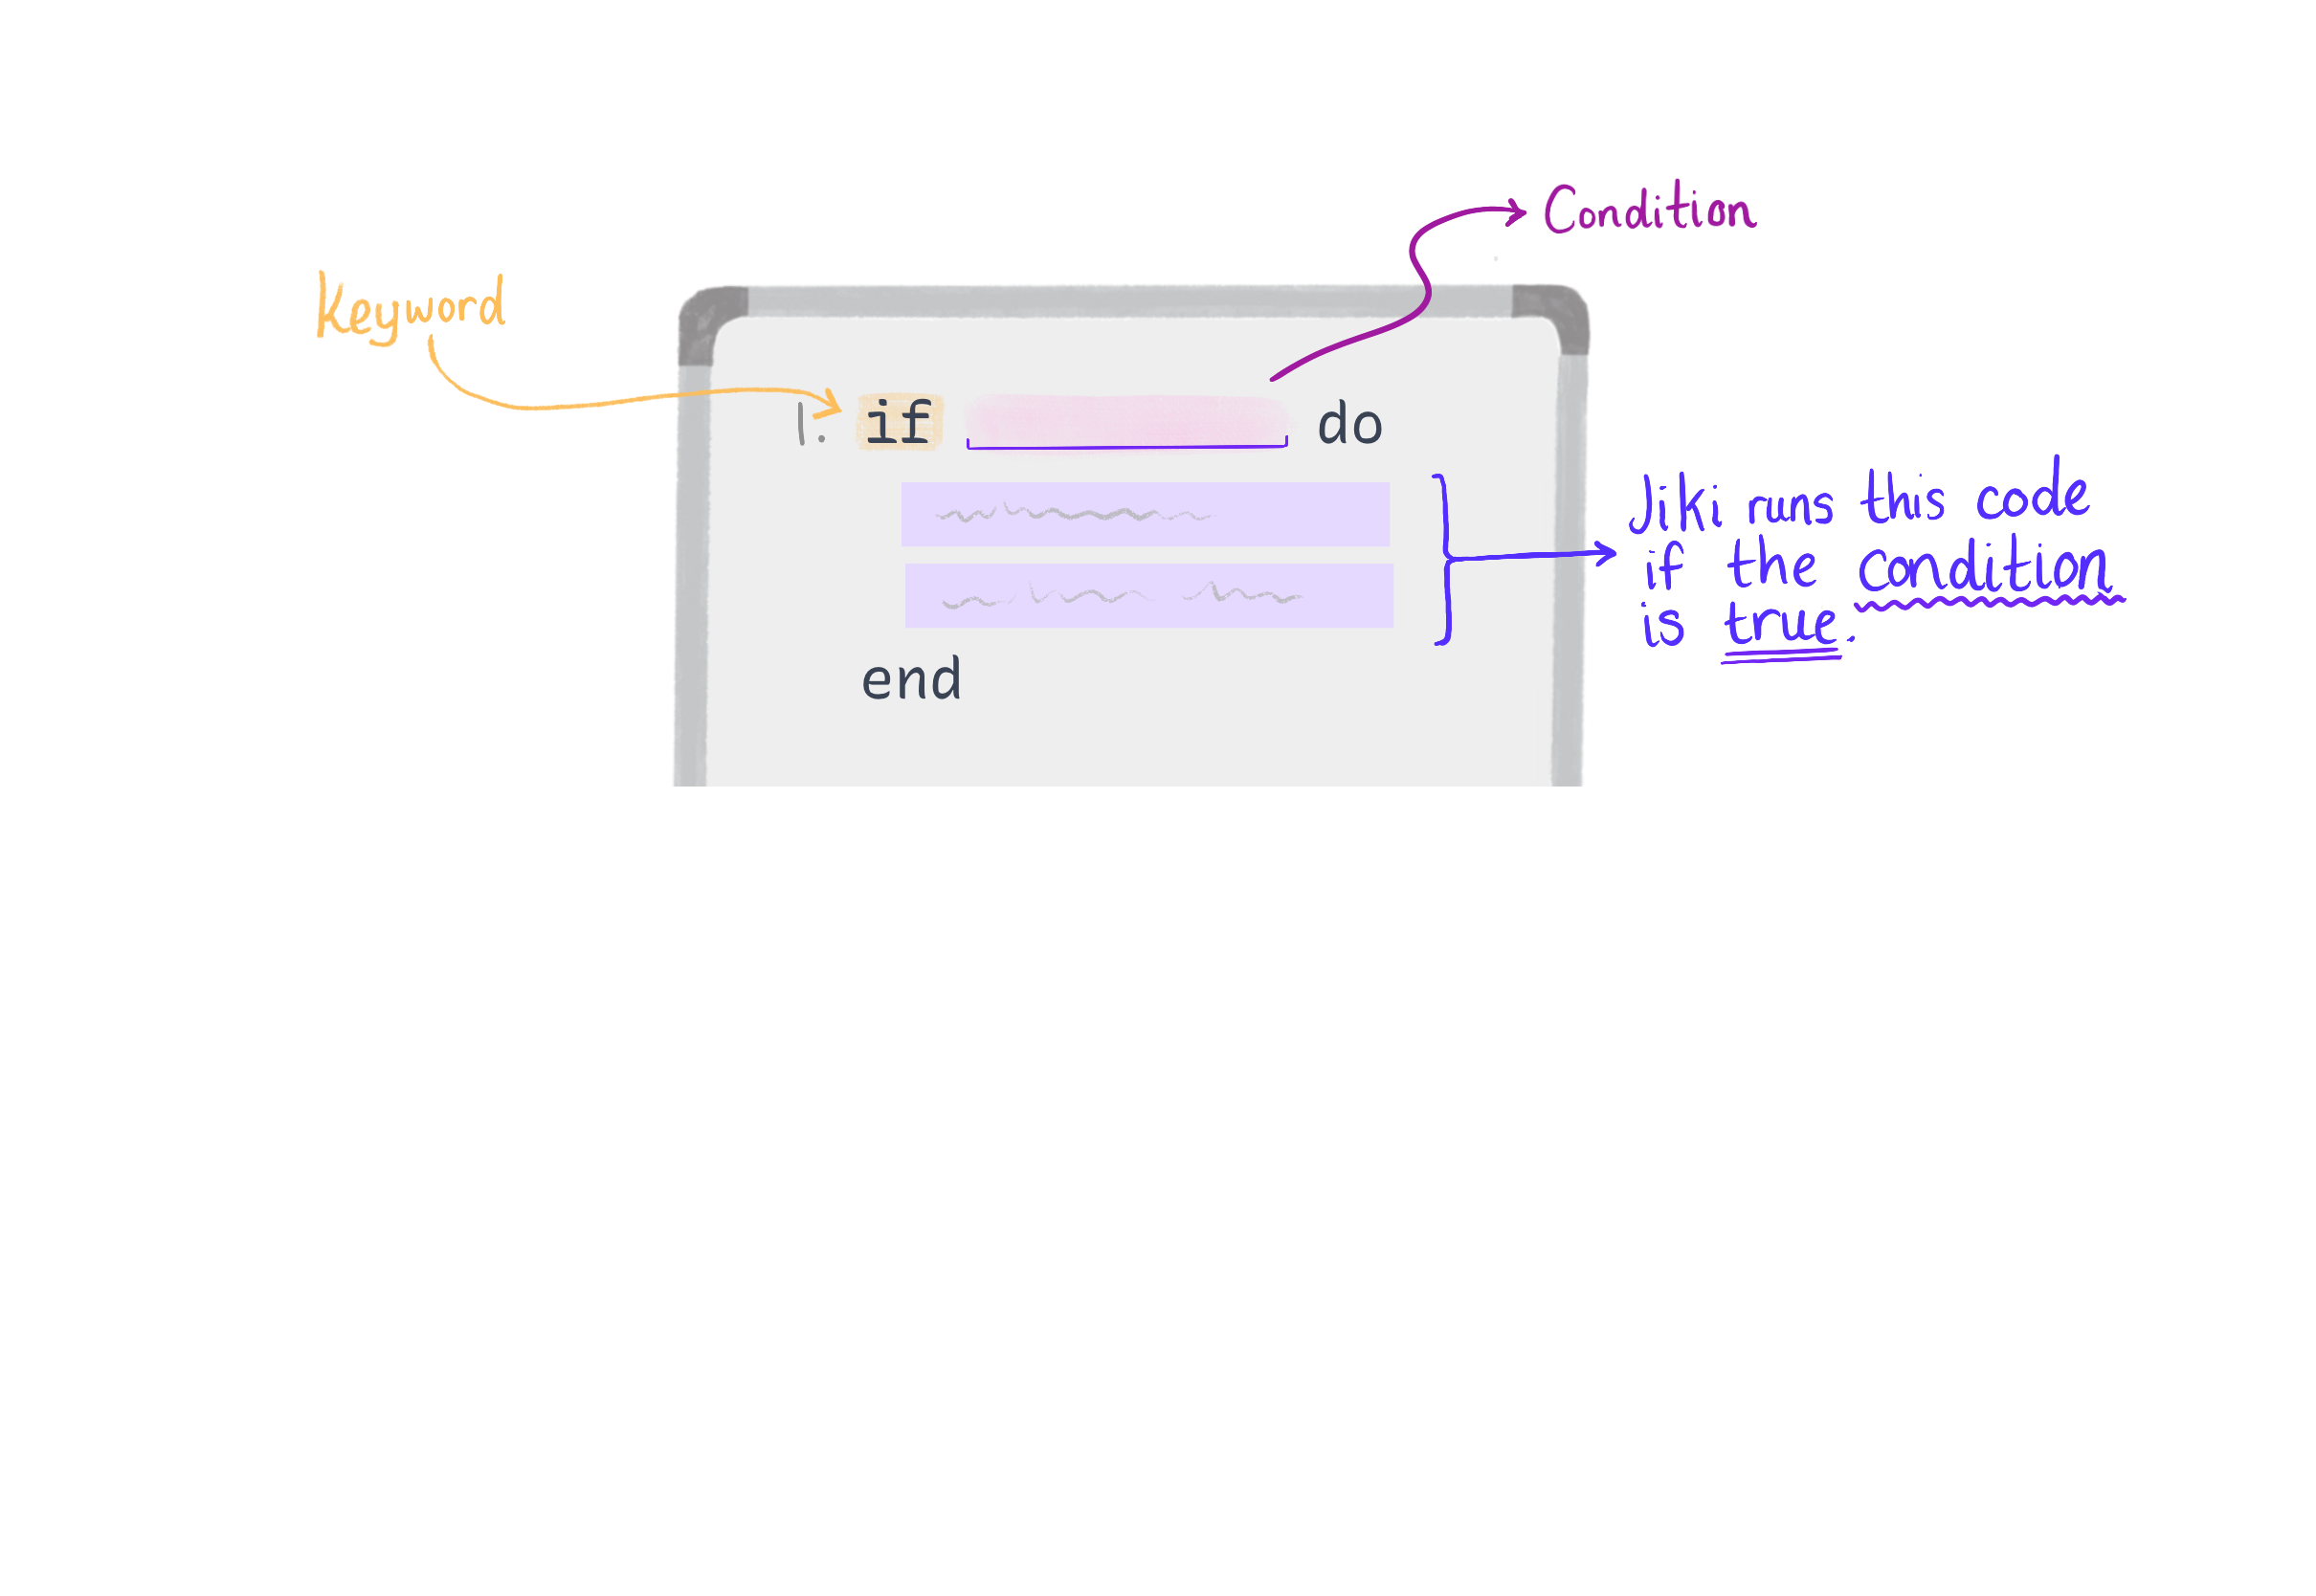 Condition
Keyword
1. if do
Jiki runs this code
if the condition
is true.
end